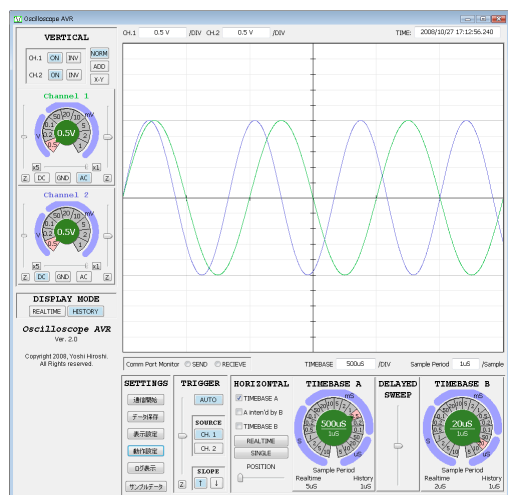 Oscilloscope AVR
VERTICAL
CH.1 ON INV
CH.2 ON INV
NORM
ADD
X-Y
Channel 1
0.5V
x5 x1
Z DC GND AC Z
Channel 2
0.5V
x5 x1
Z DC GND AC Z
DISPLAY MODE
REALTIME HISTORY
Oscilloscope AVR
Ver. 2.0
Copyright 2008, Yoshi Hiroshi.
All Rights reserved.
CH.1 0.5 V /DIV CH.2 0.5 V /DIV TIME: 2008/10/27 17:12:56.240
Comm Port Monitor SEND RECIEVE TIMEBASE 500uS /DIV Sample Period 1uS /Sample
SETTINGS
通信開始
データ保存
表示設定
動作設定
ログ表示
サンプルデータ
TRIGGER
AUTO
SOURCE
CH. 1
CH. 2
SLOPE
Z ↑ ↓
HORIZONTAL
TIMEBASE A
A inten'd by B
TIMEBASE B
REALTIME
SINGLE
POSITION
TIMEBASE A
mS
500uS
1uS
S uS
Sample Period
Realtime History
5uS 1uS
DELAYED
SWEEP
TIMEBASE B
mS
20uS
1uS
S uS
Sample Period
Realtime History
2uS 1uS